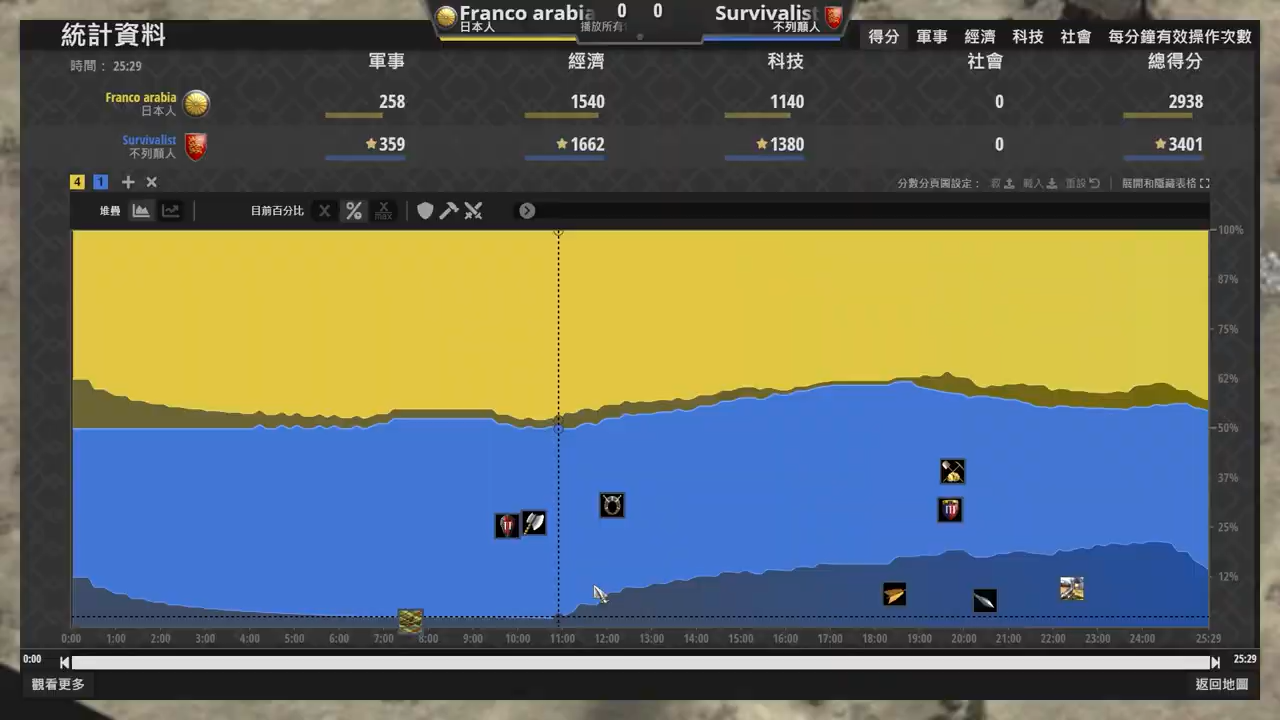 Franco arabia 0 0 Survivalist
日本人 播放所有 不列顛人
統計資料
得分 軍事 經濟 科技 社會 每分鐘有效操作次數
時間： 25:29 軍事 經濟 科技 社會 總得分
Franco arabia 258 1540 1140 0 2938
日本人
Survivalist 359 1662 1380 0 3401
不列顛人
4 1 分數分頁圖設定： 載入 重設 展開和隱藏表格
堆疊 目前百分比 X % X max
100%
87%
75%
62%
50%
37%
25%
12%
0:00 1:00 2:00 3:00 4:00 5:00 6:00 7:00 8:00 9:00 10:00 11:00 12:00 13:00 14:00 15:00 16:00 17:00 18:00 19:00 20:00 21:00 22:00 23:00 24:00 25:29
0:00 25:29
觀看更多 返回地圖